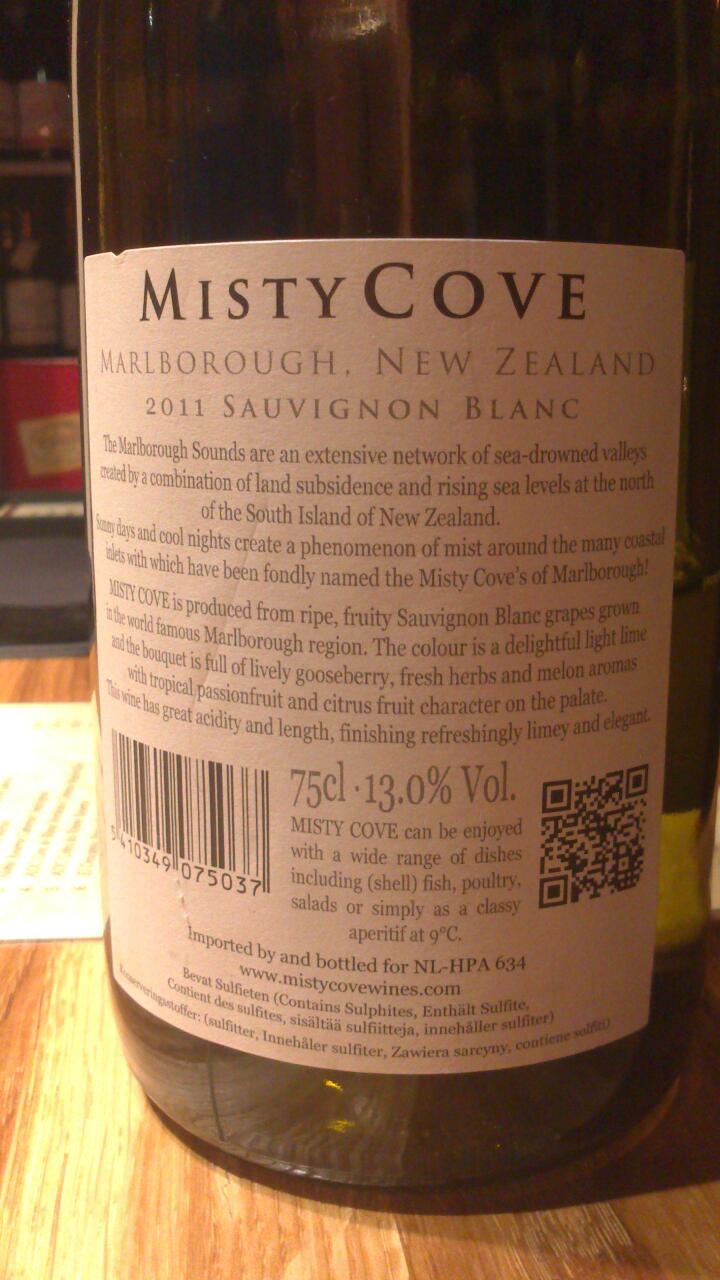 MISTY COVE
MARLBOROUGH, NEW ZEALAND
2011 SAUVIGNON BLANC
The Marlborough Sounds are an extensive network of sea-drowned valleys
created by a combination of land subsidence and rising sea levels at the north
of the South Island of New Zealand.
Sunny days and cool nights create a phenomenon of mist around the many coastal
inlets with which have been fondly named the Misty Cove's of Marlborough!
MISTY COVE is produced from ripe, fruity Sauvignon Blanc grapes grown
in the world famous Marlborough region. The colour is a delightful light lime
and the bouquet is full of lively gooseberry, fresh herbs and melon aromas
with tropical passionfruit and citrus fruit character on the palate.
This wine has great acidity and length, finishing refreshingly limey and elegant.
75cl · 13.0% Vol.
MISTY COVE can be enjoyed
with a wide range of dishes
including (shell) fish, poultry,
salads or simply as a classy
aperitif at 9°C.
5 410349 075037
Imported by and bottled for NL-HPA 634
www.mistycovewines.com
Bevat Sulfieten (Contains Sulphites, Enthält Sulfite,
Contient des sulfites, sisältää sulfiitteja, innehåller sulfiter)
Konserveringsstoffer: (sulfitter, Innehåler sulfiter, Zawiera sarcyny, contiene solfiti)